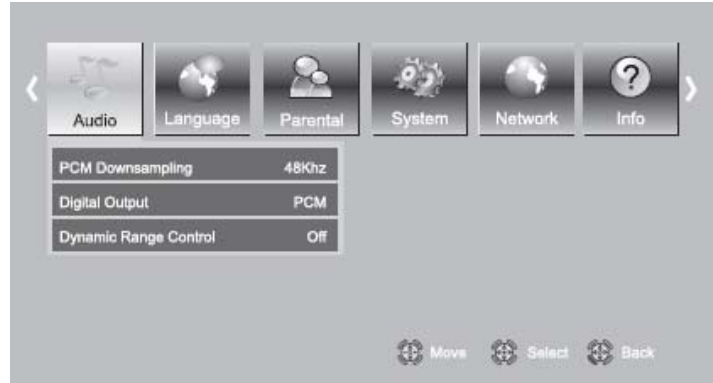 Audio Language Parental System Network Info
PCM Downsampling 48Khz
Digital Output PCM
Dynamic Range Control Off
Move Select Back